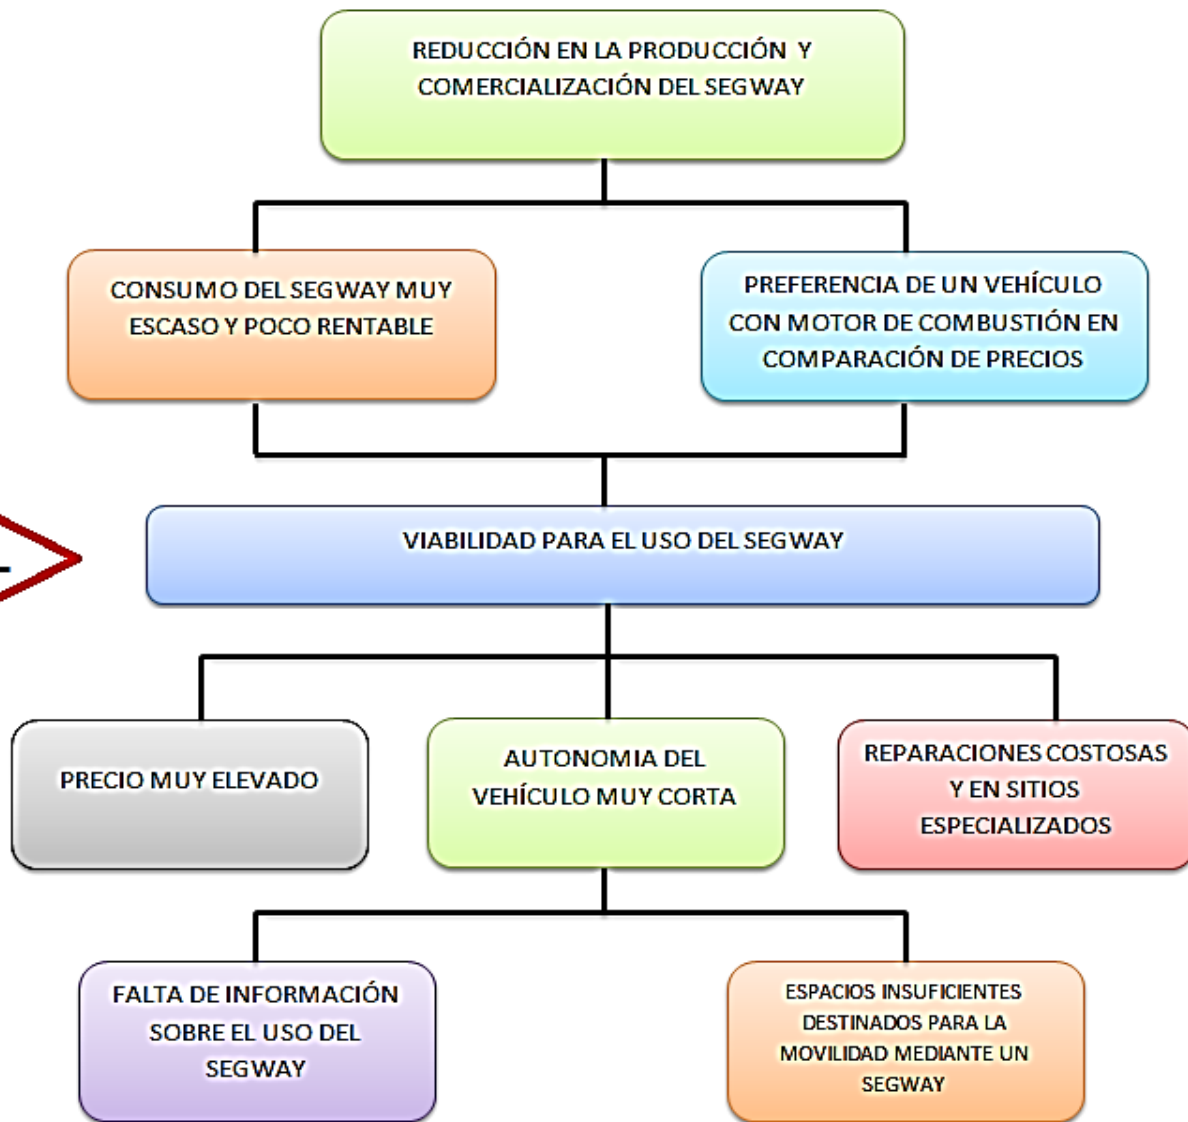 REDUCCIÓN EN LA PRODUCCIÓN Y
COMERCIALIZACIÓN DEL SEGWAY
CONSUMO DEL SEGWAY MUY
ESCASO Y POCO RENTABLE
PREFERENCIA DE UN VEHÍCULO
CON MOTOR DE COMBUSTIÓN EN
COMPARACIÓN DE PRECIOS
VIABILIDAD PARA EL USO DEL SEGWAY
PRECIO MUY ELEVADO
AUTONOMIA DEL
VEHÍCULO MUY CORTA
REPARACIONES COSTOSAS
Y EN SITIOS
ESPECIALIZADOS
FALTA DE INFORMACIÓN
SOBRE EL USO DEL
SEGWAY
ESPACIOS INSUFICIENTES
DESTINADOS PARA LA
MOVILIDAD MEDIANTE UN
SEGWAY